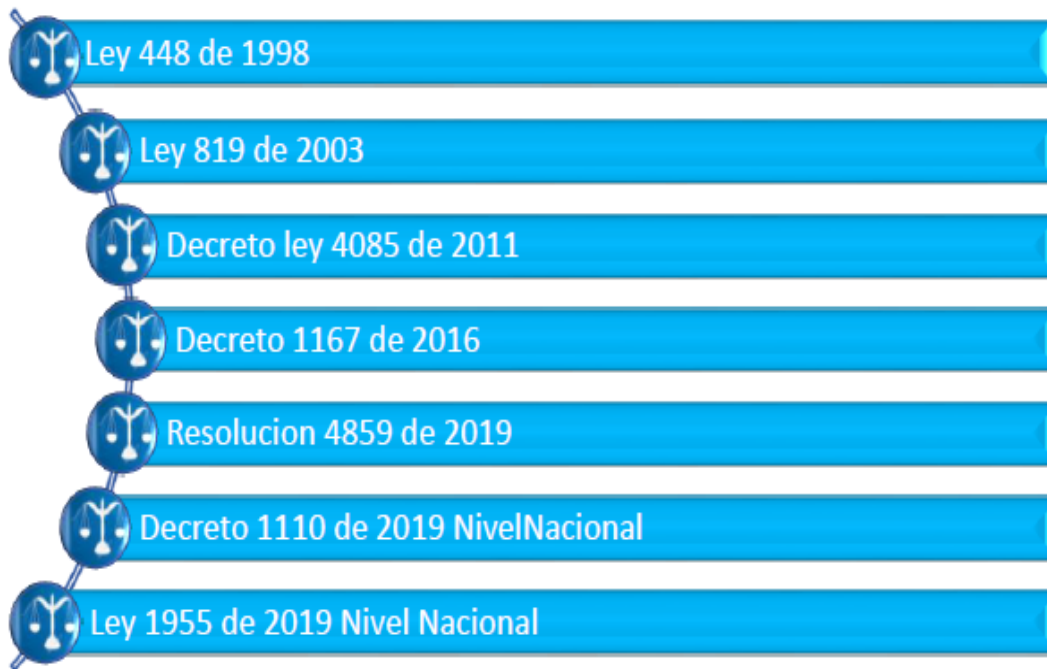 Ley 448 de 1998
Ley 819 de 2003
Decreto ley 4085 de 2011
Decreto 1167 de 2016
Resolucion 4859 de 2019
Decreto 1110 de 2019 NivelNacional
Ley 1955 de 2019 Nivel Nacional